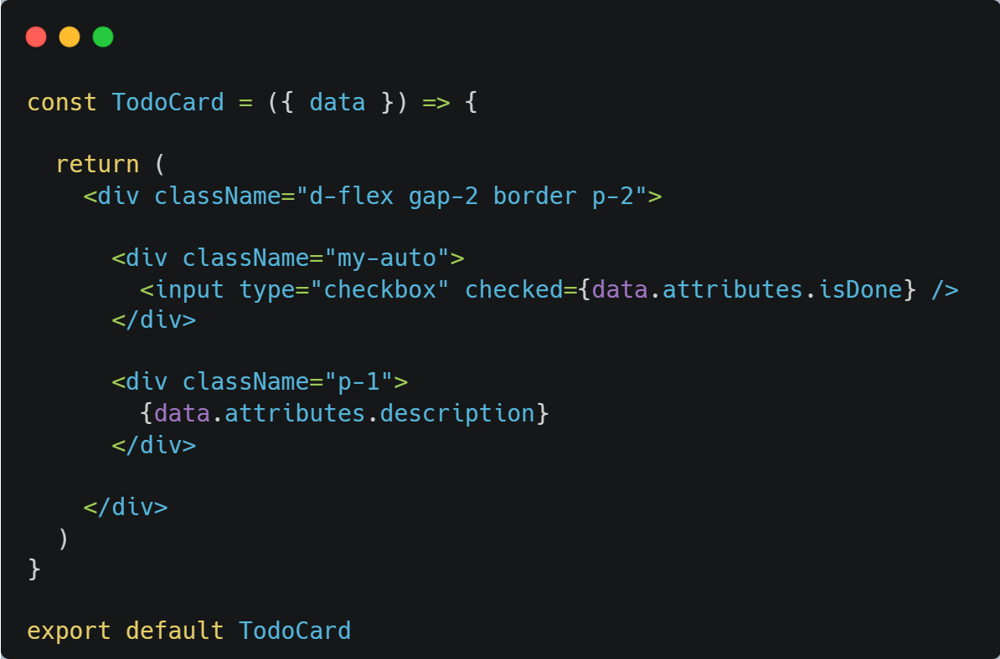 const TodoCard = ({ data }) => {
return (
<div className="d-flex gap-2 border p-2">
<div className="my-auto">
<input type="checkbox" checked={data.attributes.isDone} />
</div>
<div className="p-1">
{data.attributes.description}
</div>
</div>
)
}
export default TodoCard